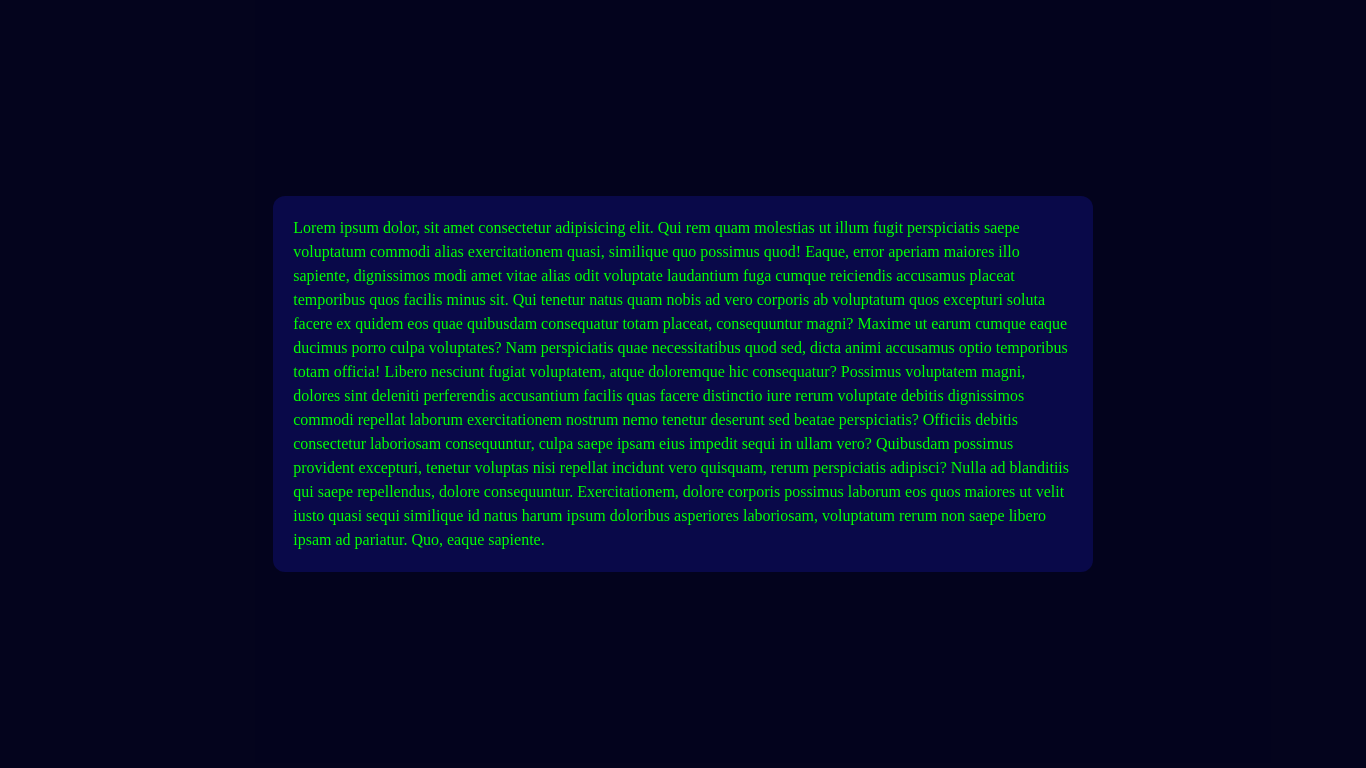 Lorem ipsum dolor, sit amet consectetur adipisicing elit. Qui rem quam molestias ut illum fugit perspiciatis saepe
voluptatum commodi alias exercitationem quasi, similique quo possimus quod! Eaque, error aperiam maiores illo
sapiente, dignissimos modi amet vitae alias odit voluptate laudantium fuga cumque reiciendis accusamus placeat
temporibus quos facilis minus sit. Qui tenetur natus quam nobis ad vero corporis ab voluptatum quos excepturi soluta
facere ex quidem eos quae quibusdam consequatur totam placeat, consequuntur magni? Maxime ut earum cumque eaque
ducimus porro culpa voluptates? Nam perspiciatis quae necessitatibus quod sed, dicta animi accusamus optio temporibus
totam officia! Libero nesciunt fugiat voluptatem, atque doloremque hic consequatur? Possimus voluptatem magni,
dolores sint deleniti perferendis accusantium facilis quas facere distinctio iure rerum voluptate debitis dignissimos
commodi repellat laborum exercitationem nostrum nemo tenetur deserunt sed beatae perspiciatis? Officiis debitis
consectetur laboriosam consequuntur, culpa saepe ipsam eius impedit sequi in ullam vero? Quibusdam possimus
provident excepturi, tenetur voluptas nisi repellat incidunt vero quisquam, rerum perspiciatis adipisci? Nulla ad blanditiis
qui saepe repellendus, dolore consequuntur. Exercitationem, dolore corporis possimus laborum eos quos maiores ut velit
iusto quasi sequi similique id natus harum ipsum doloribus asperiores laboriosam, voluptatum rerum non saepe libero
ipsam ad pariatur. Quo, eaque sapiente.